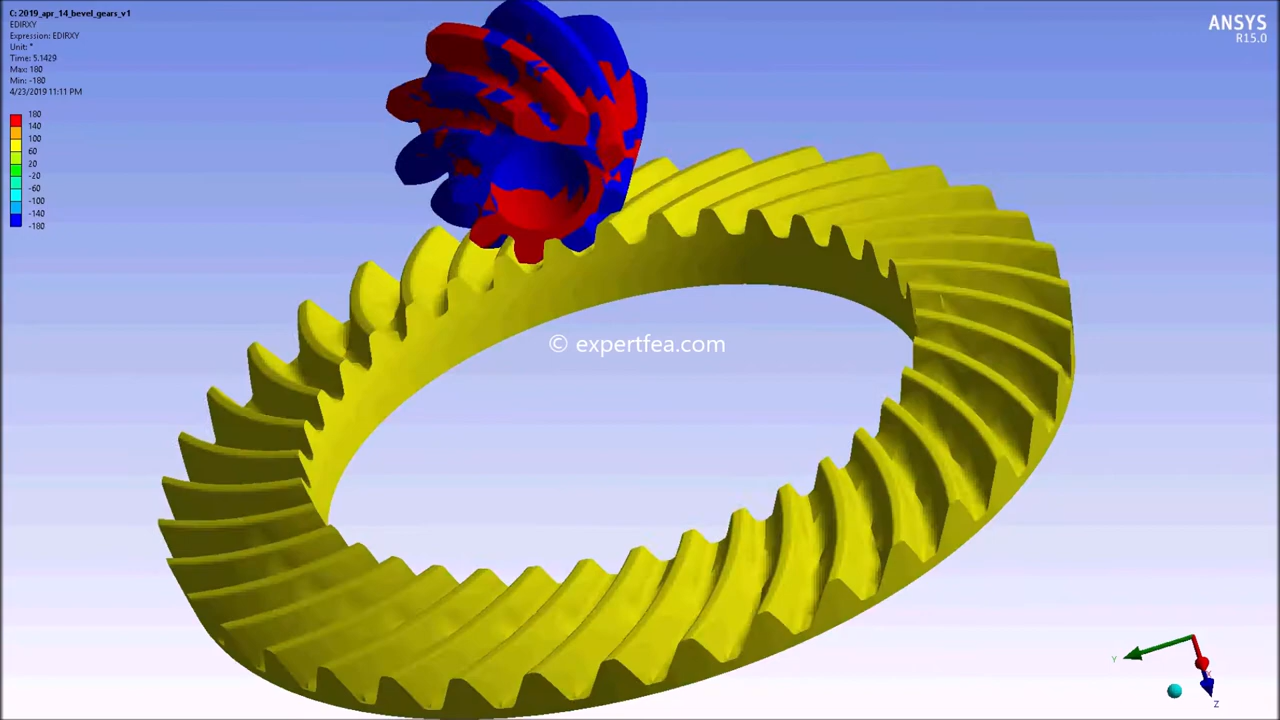 C: 2019_apr_14_bevel_gears_v1
EDIRXY
Expression: EDIRXY
Unit: °
Time: 5.1429
Max: 180
Min: -180
4/23/2019 11:11 PM
180
140
100
60
20
-20
-60
-100
-140
-180
ANSYS
R15.0
© expertfea.com
Y
X
Z